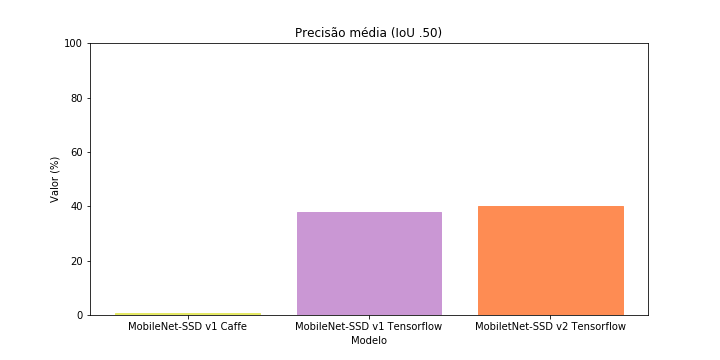 Precisão média (IoU .50)
100
80
60
40
20
0
Valor (%)
MobileNet-SSD v1 Caffe
MobileNet-SSD v1 Tensorflow
MobiletNet-SSD v2 Tensorflow
Modelo